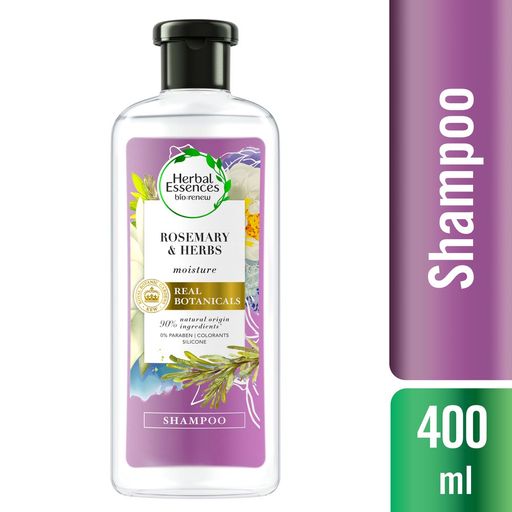 Herbal
Essences
bio:renew
ROSEMARY
& HERBS
moisture
REAL
BOTANICALS
90% natural origin
ingredients*
0% PARABEN | COLORANTS
SILICONE
SHAMPOO
Shampoo
400
ml